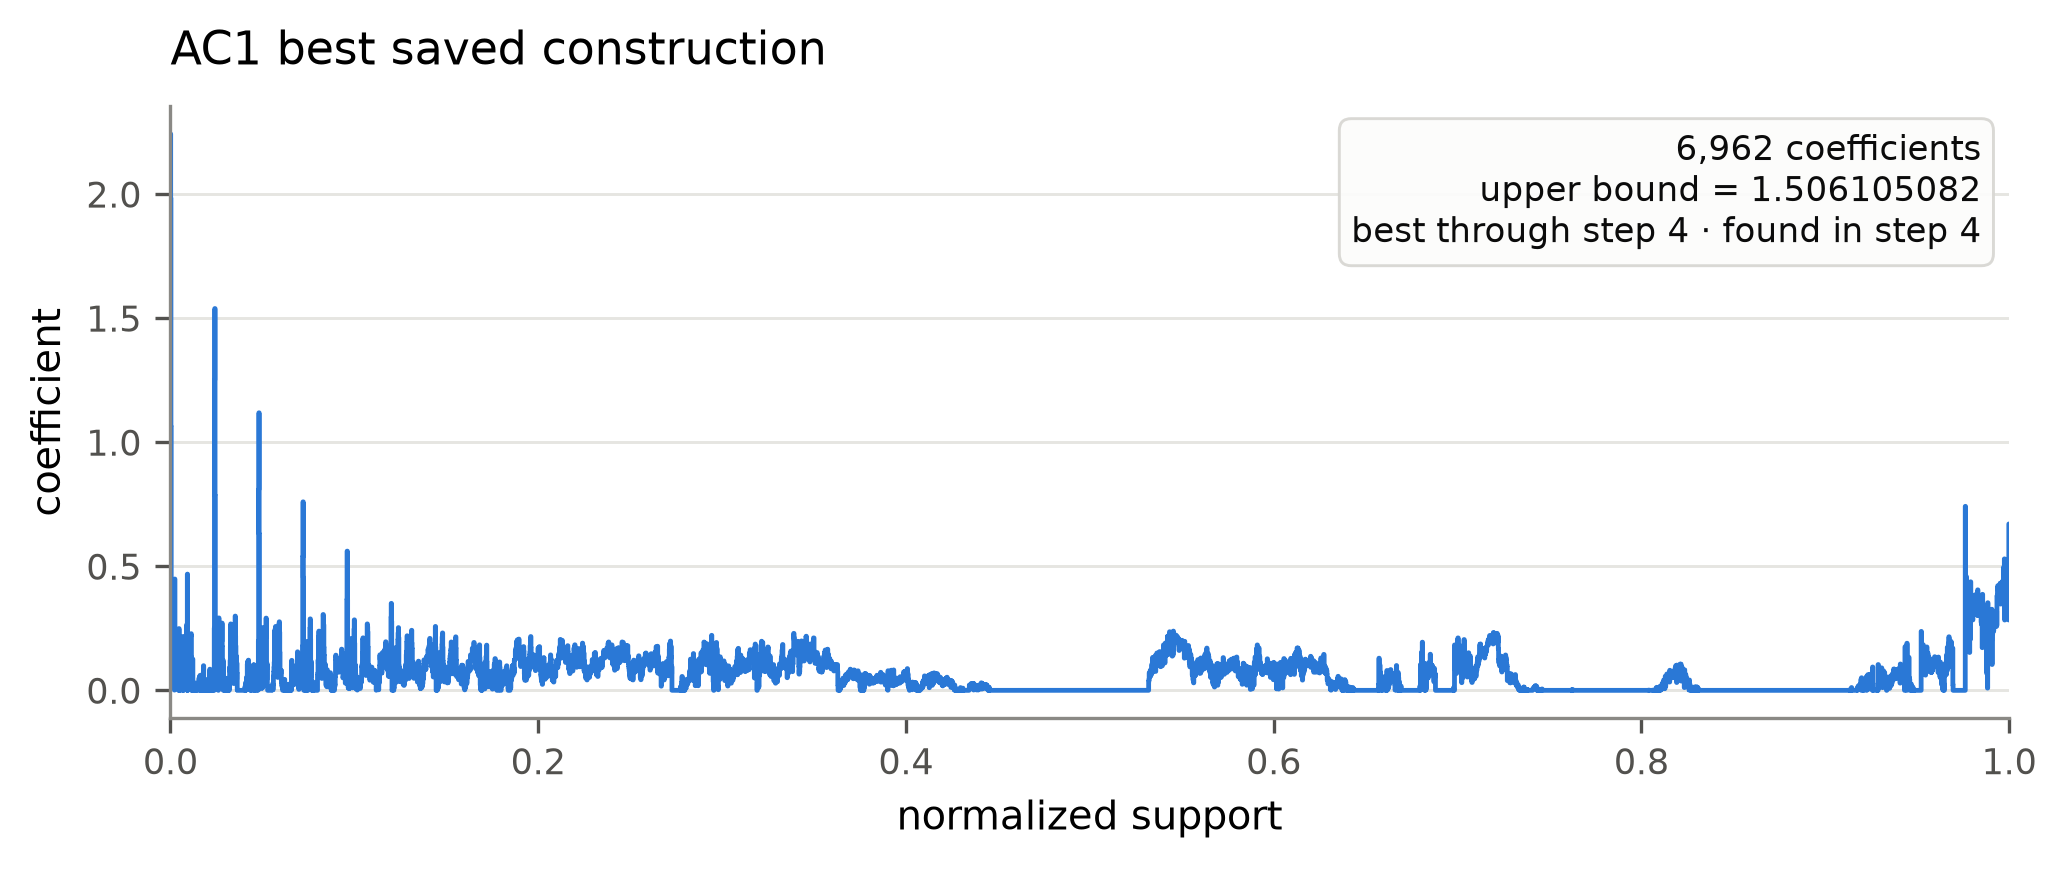 AC1 best saved construction
6,962 coefficients
upper bound = 1.506105082
best through step 4 · found in step 4
coefficient
2.0
1.5
1.0
0.5
0.0
0.0 0.2 0.4 0.6 0.8 1.0
normalized support